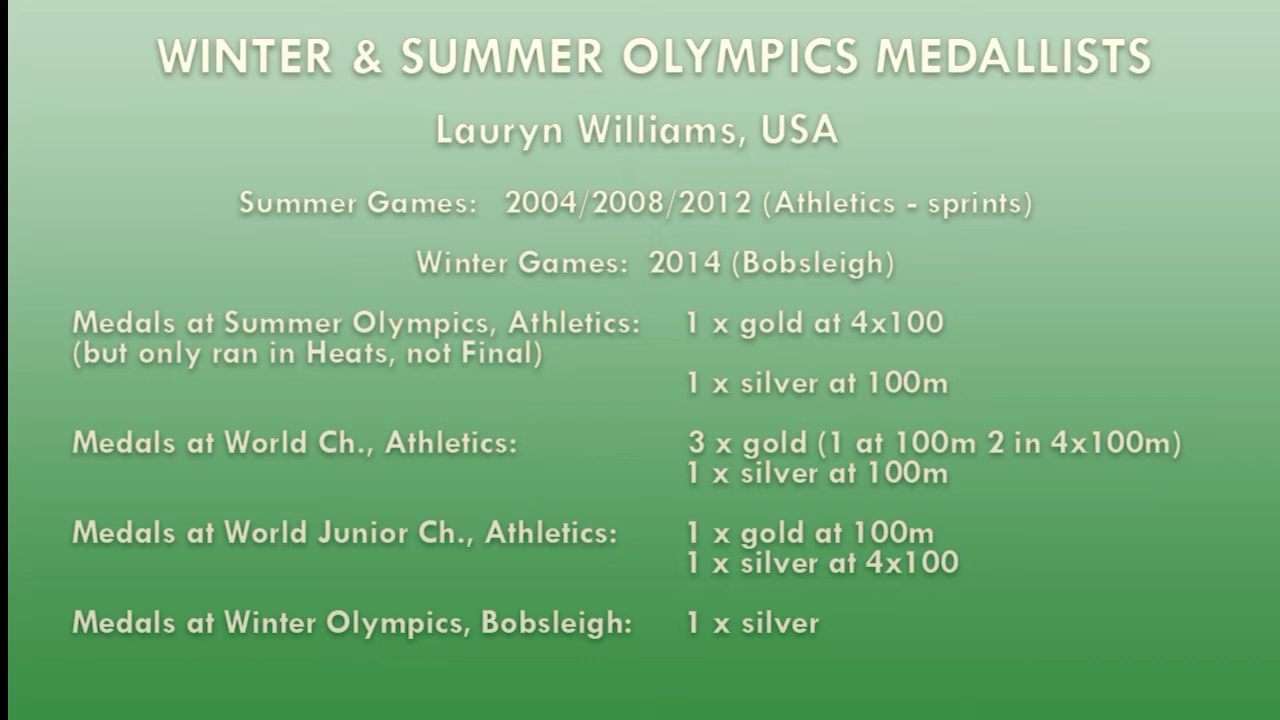 WINTER & SUMMER OLYMPICS MEDALLISTS
Lauryn Williams, USA
Summer Games: 2004/2008/2012 (Athletics - sprints)
Winter Games: 2014 (Bobsleigh)
Medals at Summer Olympics, Athletics: 1 x gold at 4x100
(but only ran in Heats, not Final)
1 x silver at 100m
Medals at World Ch., Athletics: 3 x gold (1 at 100m 2 in 4x100m)
1 x silver at 100m
Medals at World Junior Ch., Athletics: 1 x gold at 100m
1 x silver at 4x100
Medals at Winter Olympics, Bobsleigh: 1 x silver